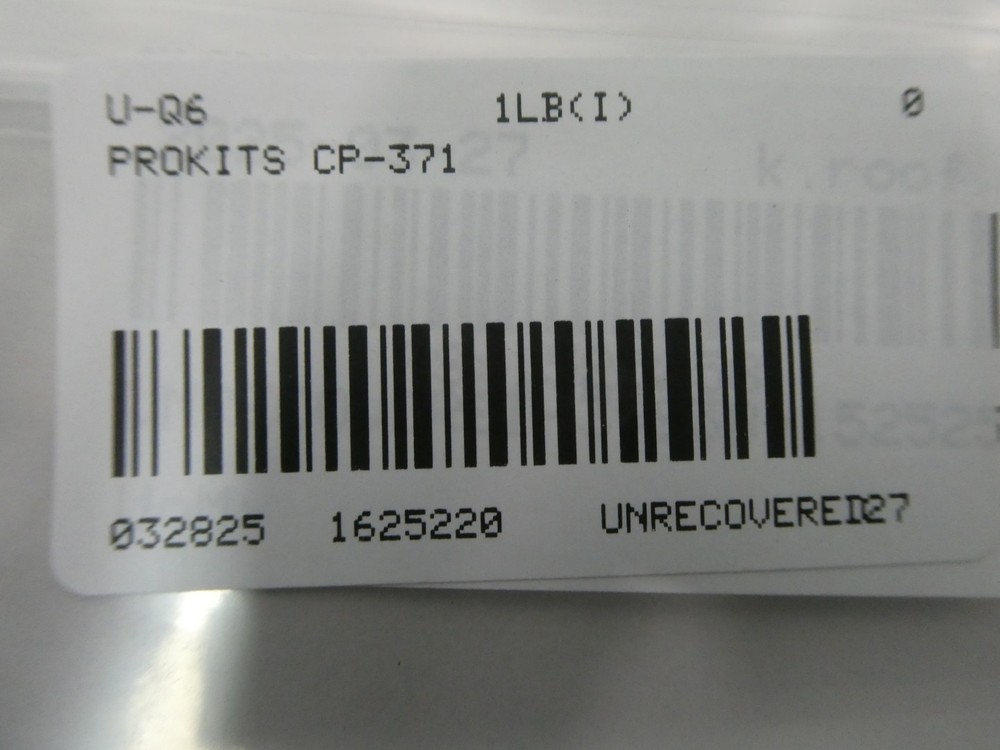 U-Q6 1LB(I) 0
PROKITS CP-371
032825 1625220 UNRECOVERED27